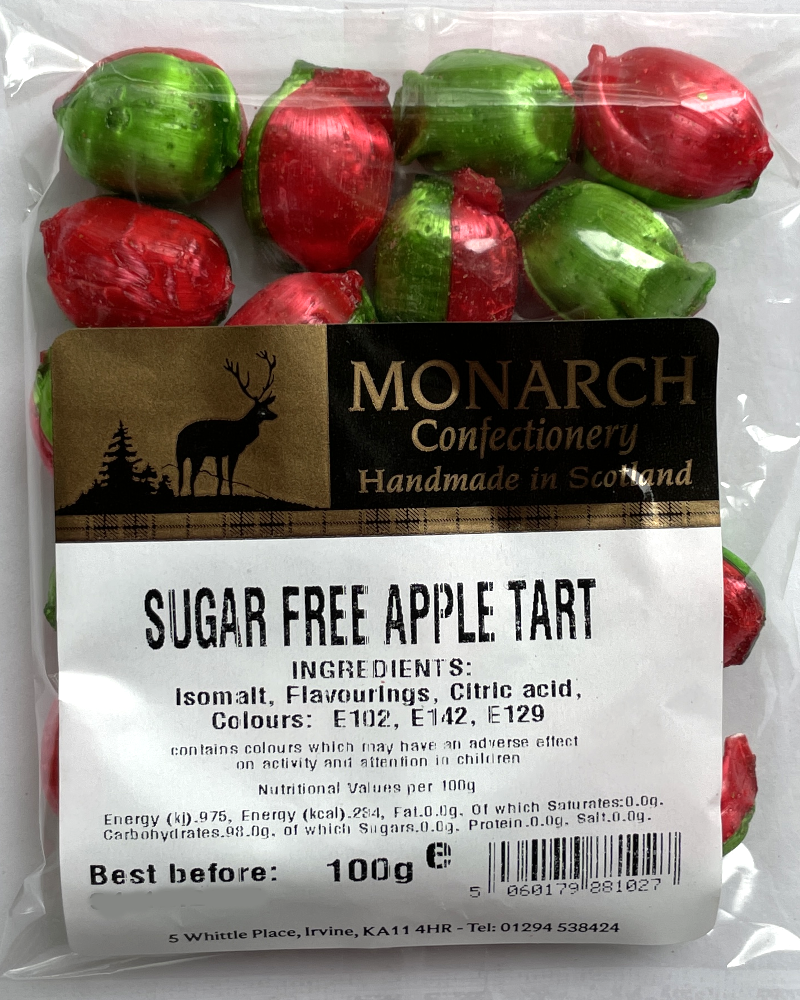 MONARCH
Confectionery
Handmade in Scotland
SUGAR FREE APPLE TART
INGREDIENTS:
Isomalt, Flavourings, Citric acid,
Colours: E102, E142, E129
contains colours which may have an adverse effect
on activity and attention in children
Nutritional Values per 100g
Energy (kj).975, Energy (kcal).234, Fat.0.0g. Of which Saturates:0.0g.
Carbohydrates.98.0g. of which Sugars.0.0g. Protein.0.0g. Salt.0.0g.
Best before: 100g e
5 060179 881027
5 Whittle Place, Irvine, KA11 4HR - Tel: 01294 538424